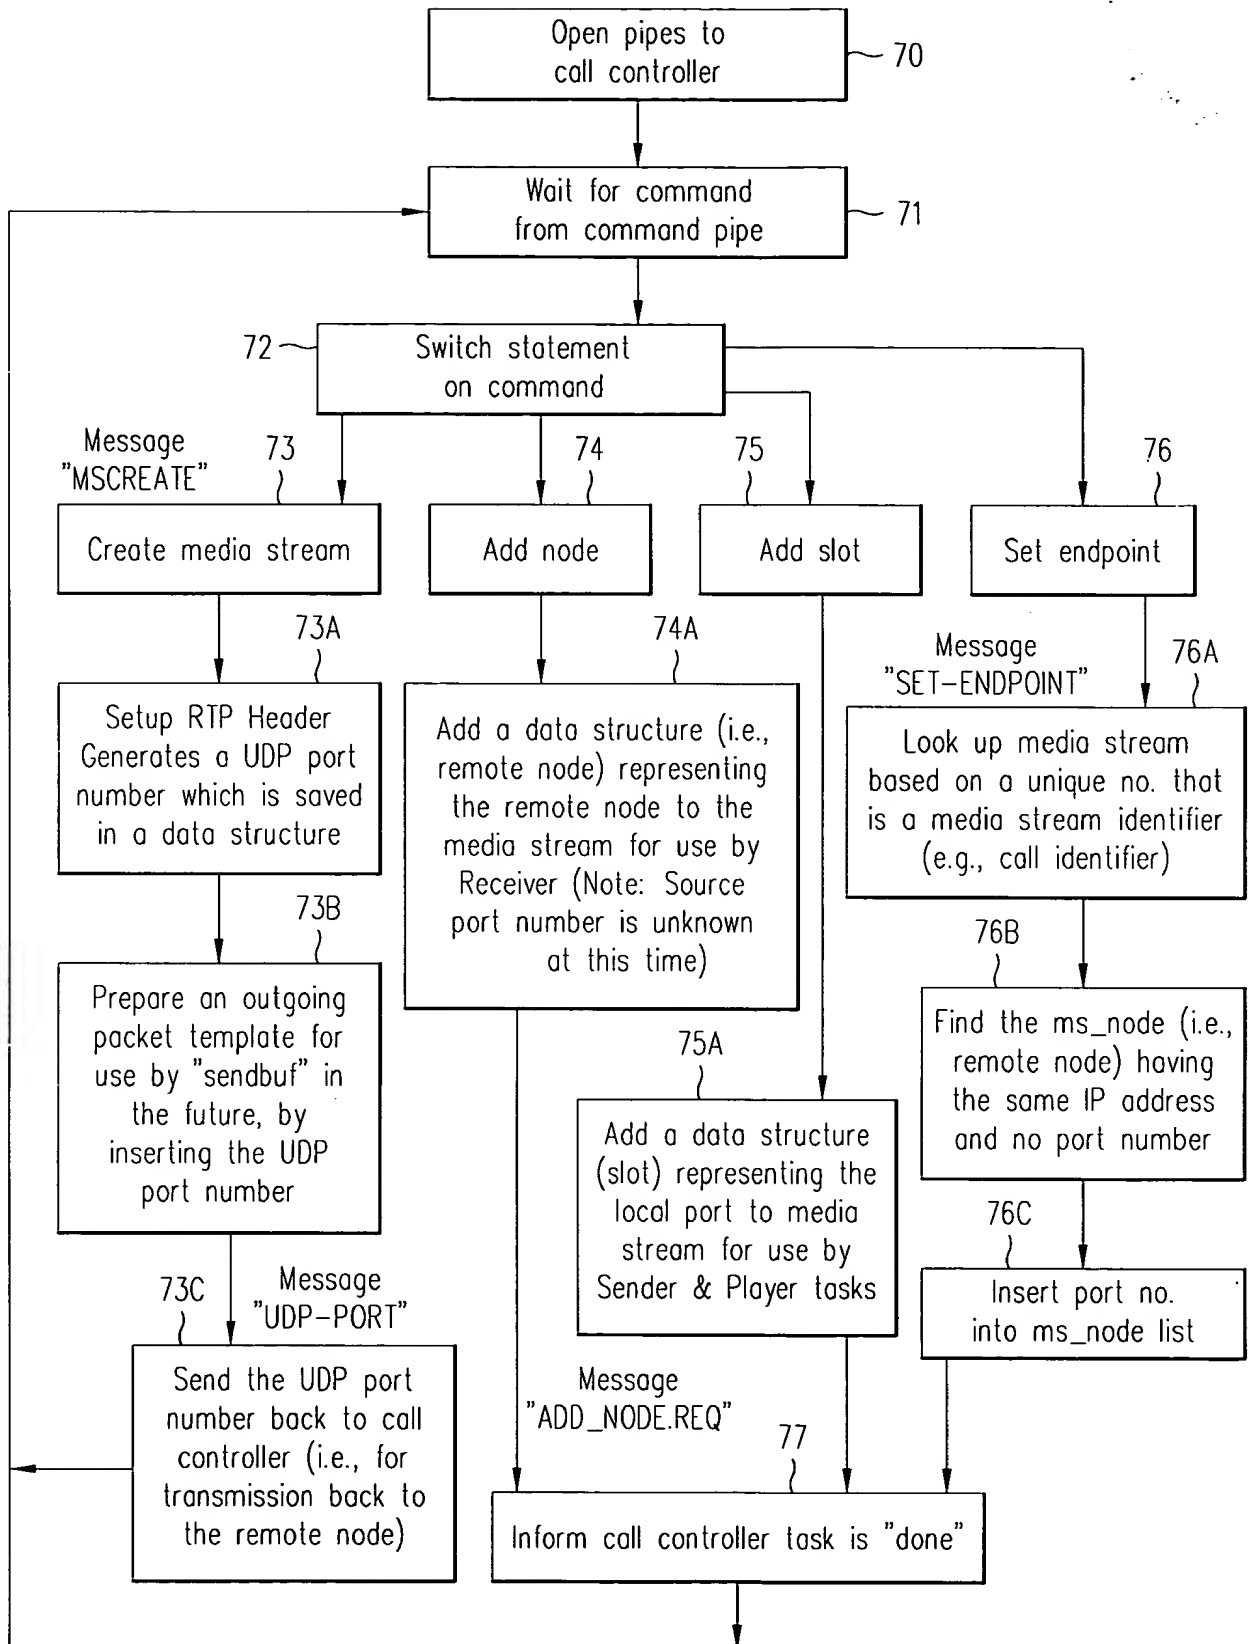 Open pipes to
call controller
70
Wait for command
from command pipe
71
72
Switch statement
on command
Message
"MSCREATE"
73
74
75
76
Create media stream
Add node
Add slot
Set endpoint
73A
74A
Message
"SET-ENDPOINT"
76A
Setup RTP Header
Generates a UDP port
number which is saved
in a data structure
Add a data structure (i.e.,
remote node) representing
the remote node to the
media stream for use by
Receiver (Note: Source
port number is unknown
at this time)
Look up media stream
based on a unique no. that
is a media stream identifier
(e.g., call identifier)
73B
76B
Prepare an outgoing
packet template for
use by "sendbuf" in
the future, by
inserting the UDP
port number
Find the ms_node (i.e.,
remote node) having
the same IP address
and no port number
75A
Add a data structure
(slot) representing the
local port to media
stream for use by
Sender & Player tasks
76C
Insert port no.
into ms_node list
73C
Message
"UDP-PORT"
Send the UDP port
number back to call
controller (i.e., for
transmission back to
the remote node)
Message
"ADD_NODE.REQ"
77
Inform call controller task is "done"